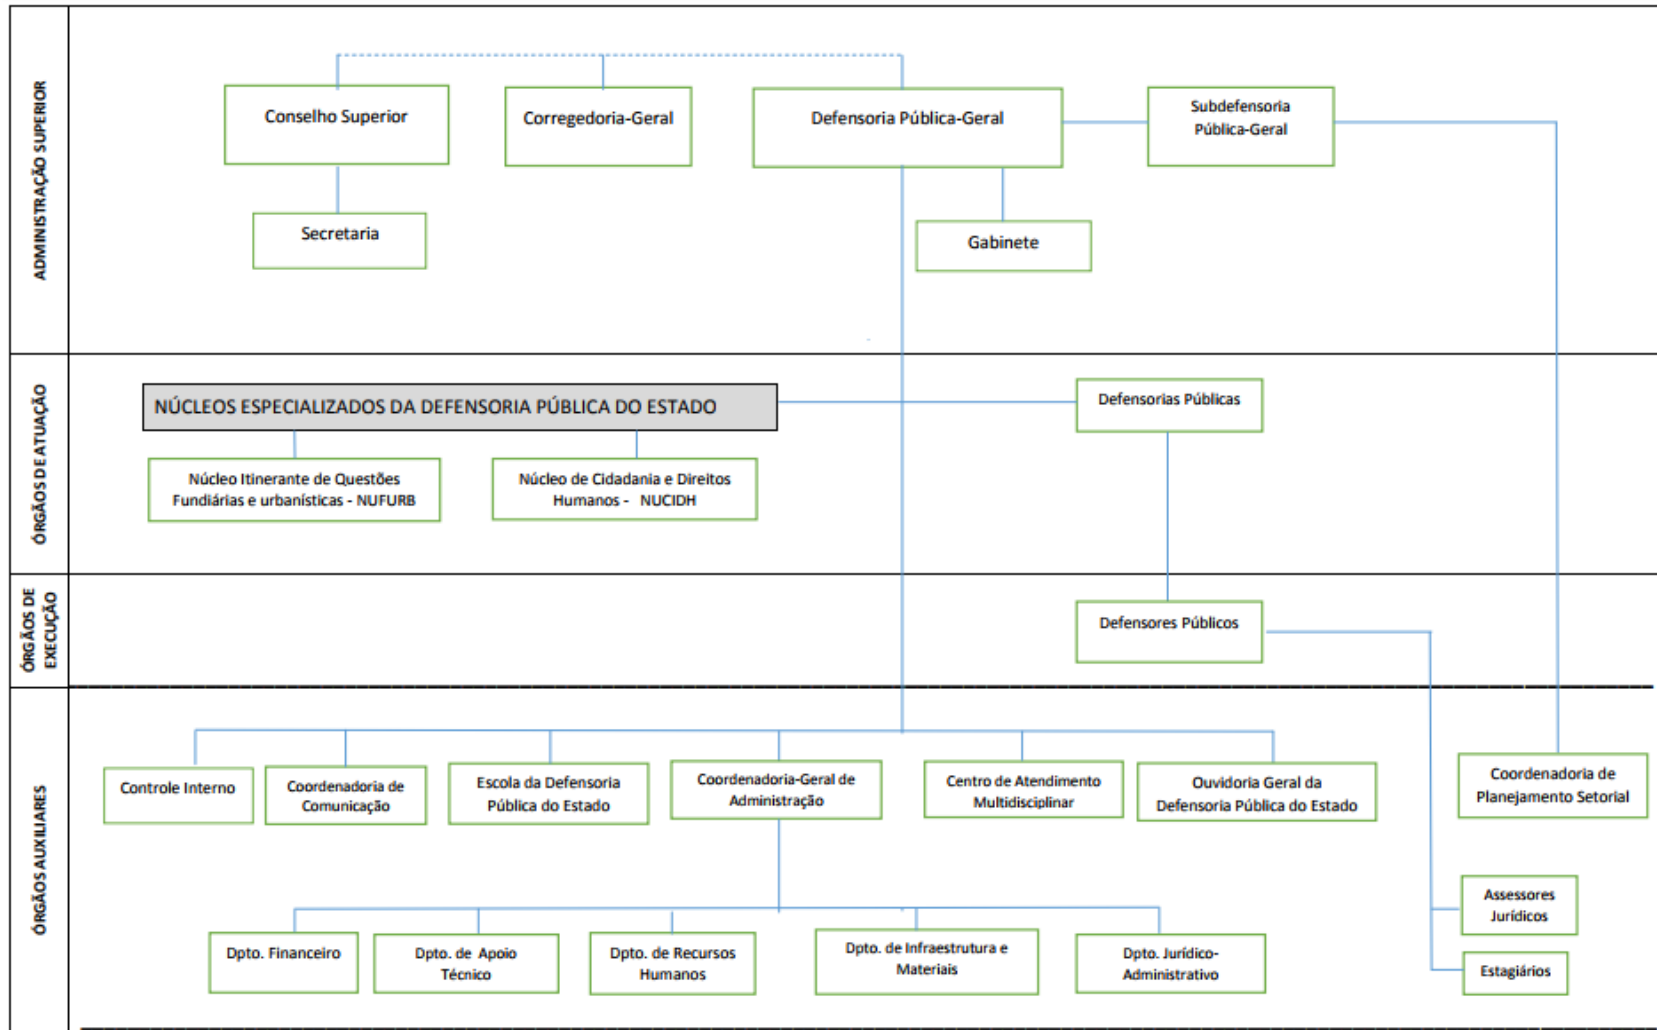 ADMINISTRAÇÃO SUPERIOR
Conselho Superior
Corregedoria-Geral
Defensoria Pública-Geral
Subdefensoria
Pública-Geral
Secretaria
Gabinete
ÓRGÃOS DE ATUAÇÃO
NÚCLEOS ESPECIALIZADOS DA DEFENSORIA PÚBLICA DO ESTADO
Defensorias Públicas
Núcleo Itinerante de Questões
Fundiárias e urbanísticas - NUFURB
Núcleo de Cidadania e Direitos
Humanos - NUCIDH
ÓRGÃOS DE
EXECUÇÃO
Defensores Públicos
ÓRGÃOS AUXILIARES
Controle Interno
Coordenadoria de
Comunicação
Escola da Defensoria
Pública do Estado
Coordenadoria-Geral de
Administração
Centro de Atendimento
Multidisciplinar
Ouvidoria Geral da
Defensoria Pública do Estado
Coordenadoria de
Planejamento Setorial
Assessores
Jurídicos
Estagiários
Dpto. Financeiro
Dpto. de Apoio
Técnico
Dpto. de Recursos
Humanos
Dpto. de Infraestrutura e
Materiais
Dpto. Jurídico-
Administrativo